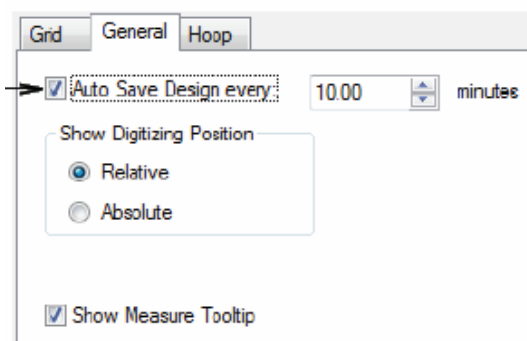 Grid General Hoop
Auto Save Design every: 10.00 minutes
Show Digitizing Position
Relative
Absolute
Show Measure Tooltip